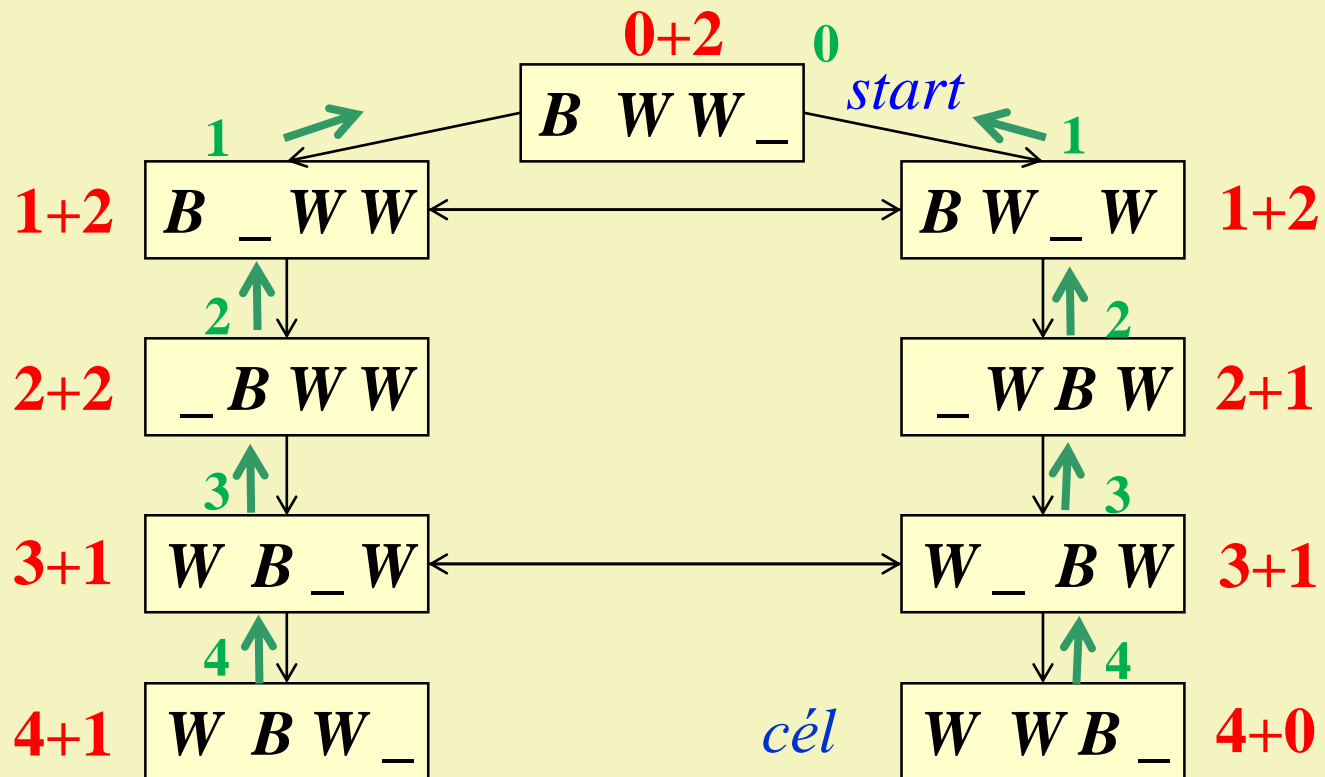 0+2 0
B W W _ start
1 1
1+2 B _ W W B W _ W 1+2
2 2
2+2 _ B W W _ W B W 2+1
3 3
3+1 W B _ W W _ B W 3+1
4 4
4+1 W B W _ cél W W B _ 4+0